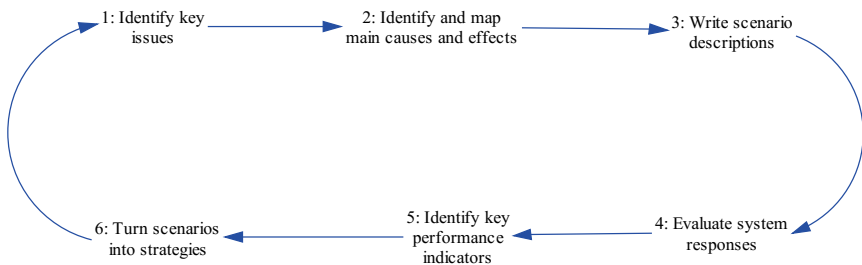 1: Identify key
issues
2: Identify and map
main causes and effects
3: Write scenario
descriptions
4: Evaluate system
responses
5: Identify key
performance
indicators
6: Turn scenarios
into strategies